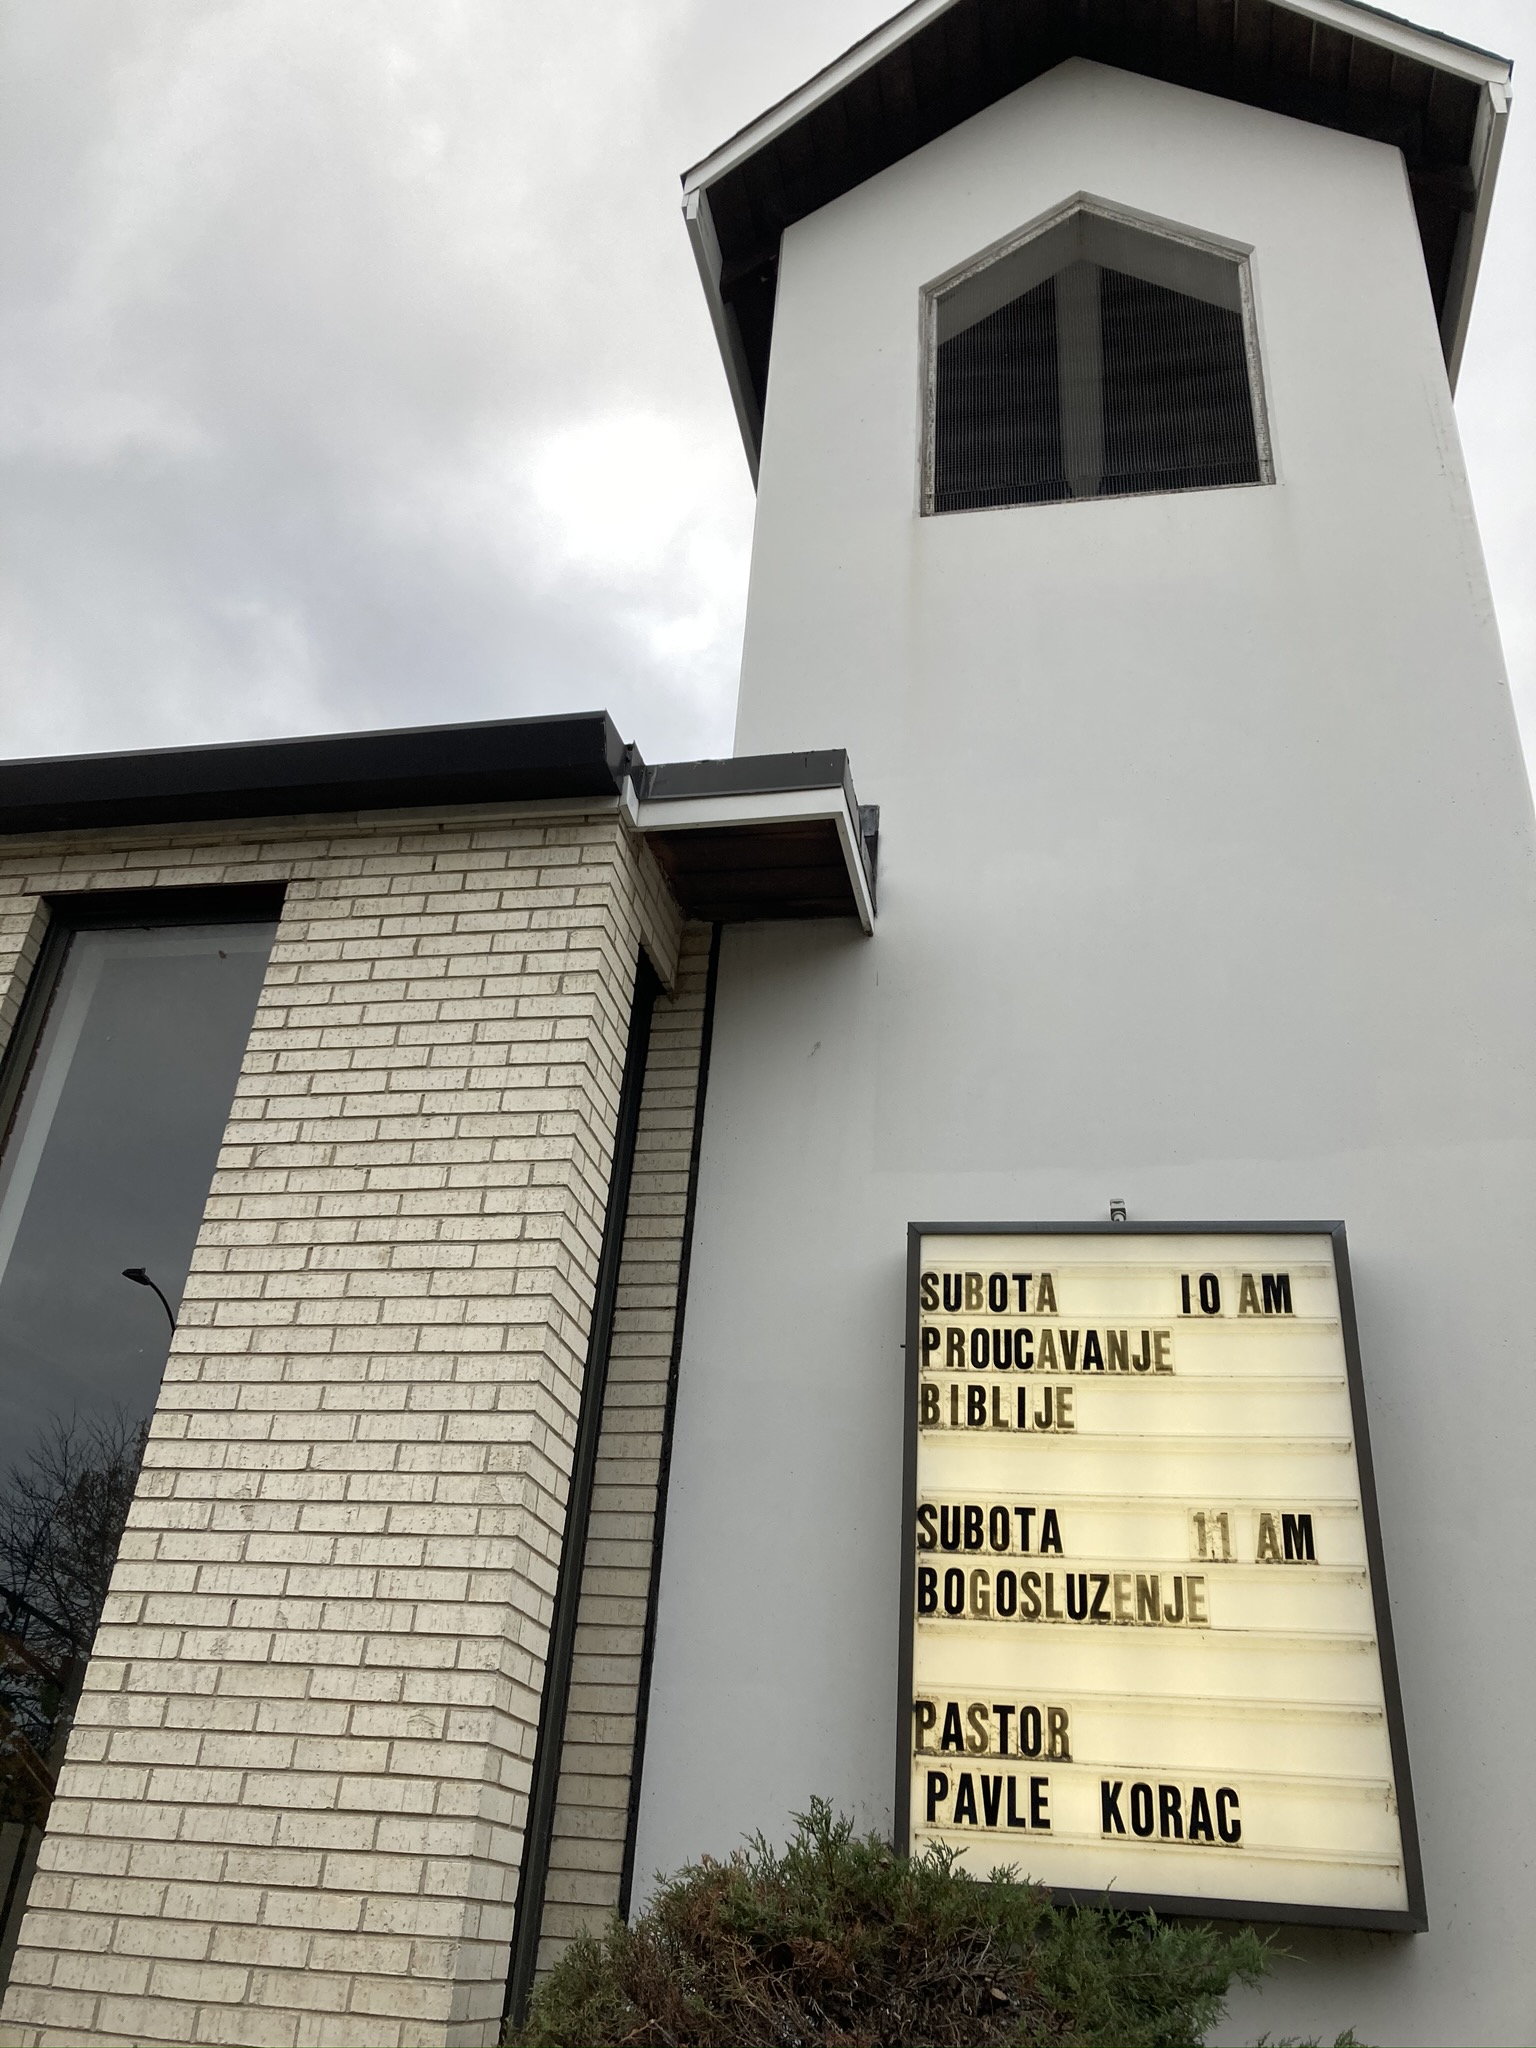 SUBOTA 10 AM
PROUCAVANJE
BIBLIJE
SUBOTA 11 AM
BOGOSLUZENJE
PASTOR
PAVLE KORAC